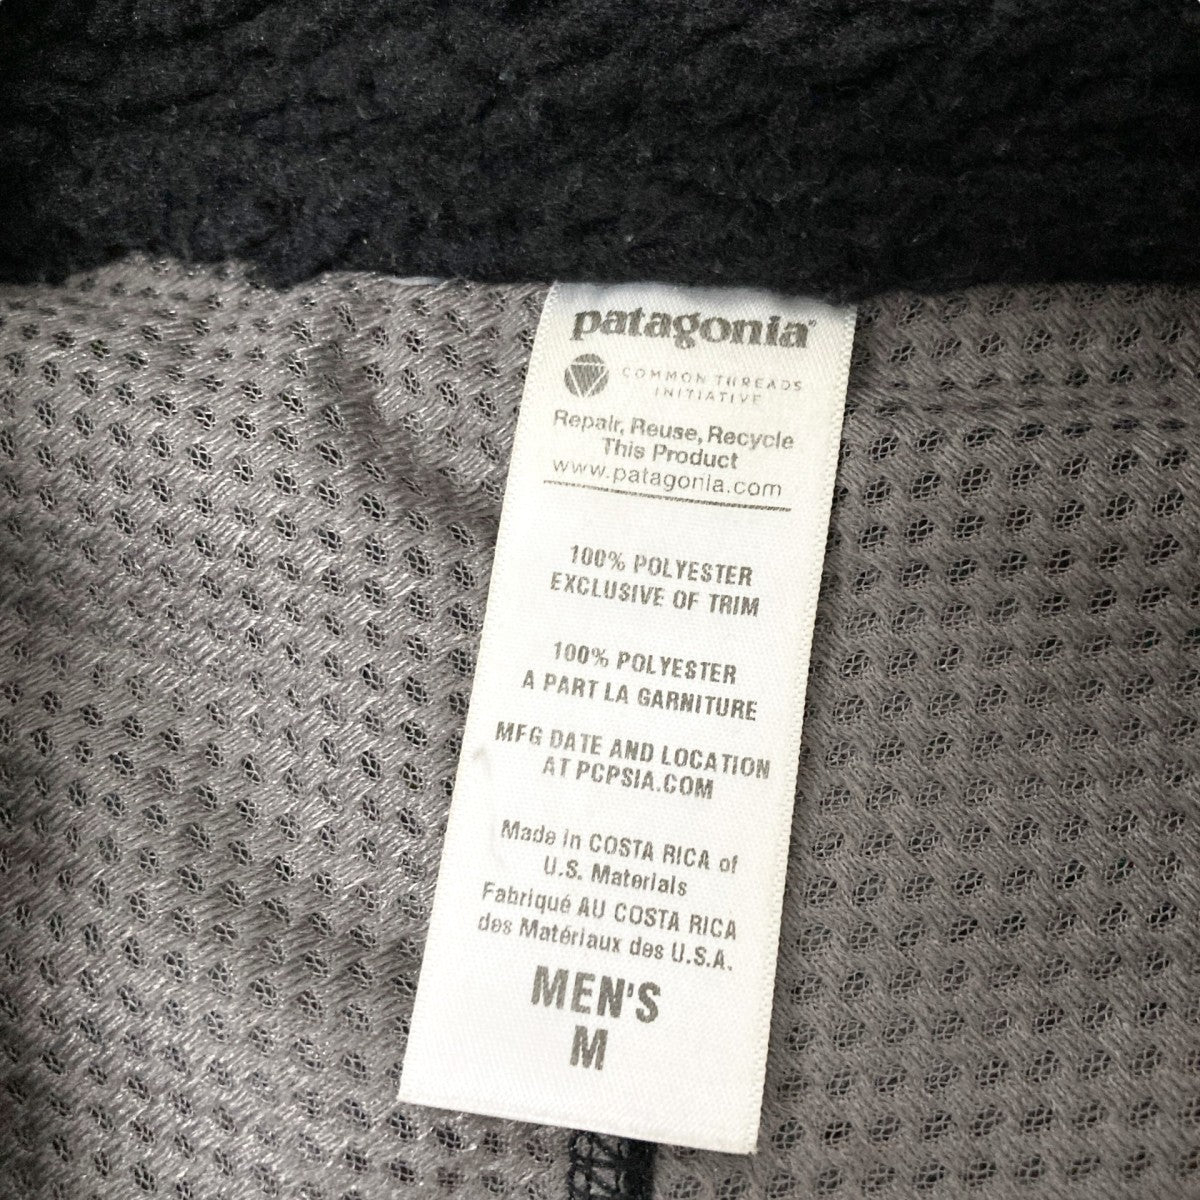 patagonia®
COMMON THREADS
INITIATIVE
Repair, Reuse, Recycle
This Product
www.patagonia.com
100% POLYESTER
EXCLUSIVE OF TRIM
100% POLYESTER
A PART LA GARNITURE
MFG DATE AND LOCATION
AT PCPSIA.COM
Made in COSTA RICA of
U.S. Materials
Fabriqué AU COSTA RICA
des Matériaux des U.S.A.
MEN'S
M